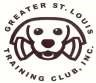 GREATER ST. LOUIS
TRAINING CLUB, INC.